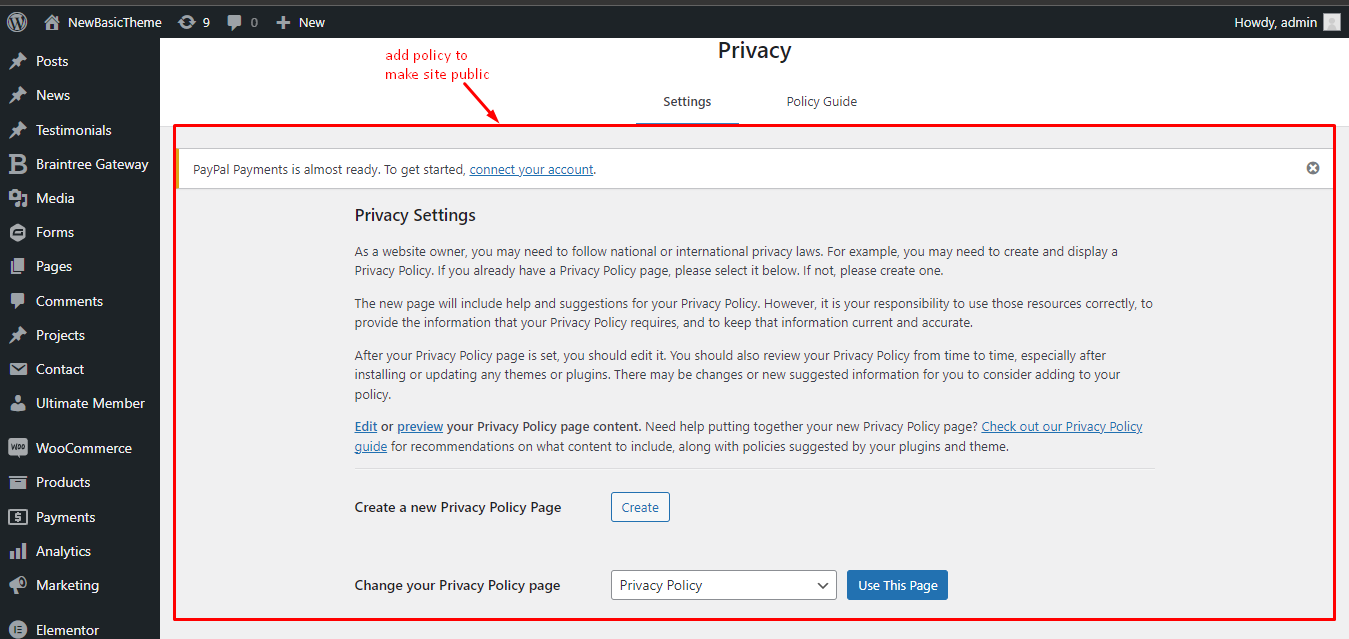 NewBasicTheme 9 0 New Howdy, admin
Posts
News
Testimonials
Braintree Gateway
Media
Forms
Pages
Comments
Projects
Contact
Ultimate Member
WooCommerce
Products
Payments
Analytics
Marketing
Elementor
Privacy
add policy to
make site public
Settings Policy Guide
PayPal Payments is almost ready. To get started, connect your account.
Privacy Settings
As a website owner, you may need to follow national or international privacy laws. For example, you may need to create and display a
Privacy Policy. If you already have a Privacy Policy page, please select it below. If not, please create one.
The new page will include help and suggestions for your Privacy Policy. However, it is your responsibility to use those resources correctly, to
provide the information that your Privacy Policy requires, and to keep that information current and accurate.
After your Privacy Policy page is set, you should edit it. You should also review your Privacy Policy from time to time, especially after
installing or updating any themes or plugins. There may be changes or new suggested information for you to consider adding to your
policy.
Edit or preview your Privacy Policy page content. Need help putting together your new Privacy Policy page? Check out our Privacy Policy
guide for recommendations on what content to include, along with policies suggested by your plugins and theme.
Create a new Privacy Policy Page Create
Change your Privacy Policy page Privacy Policy Use This Page